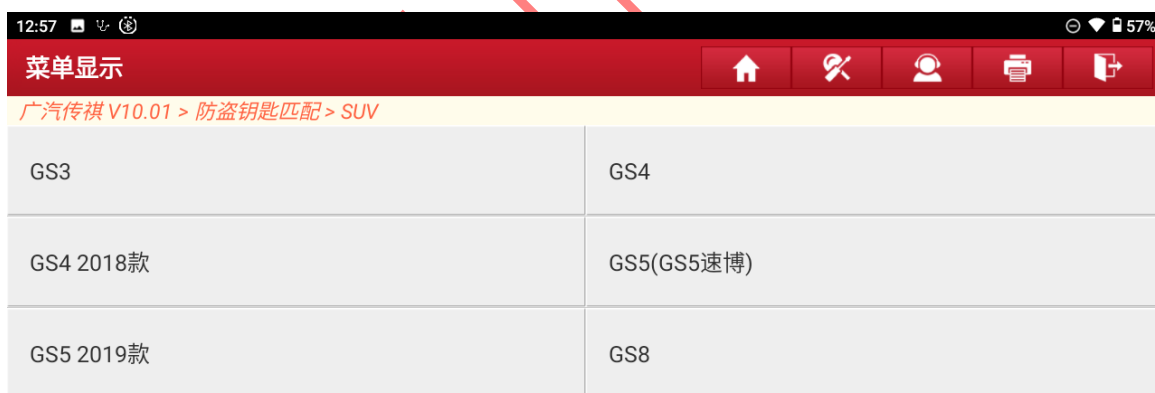 12:57 57%
菜单显示
广汽传祺 V10.01 > 防盗钥匙匹配 > SUV
GS3 GS4
GS4 2018款 GS5(GS5速博)
GS5 2019款 GS8